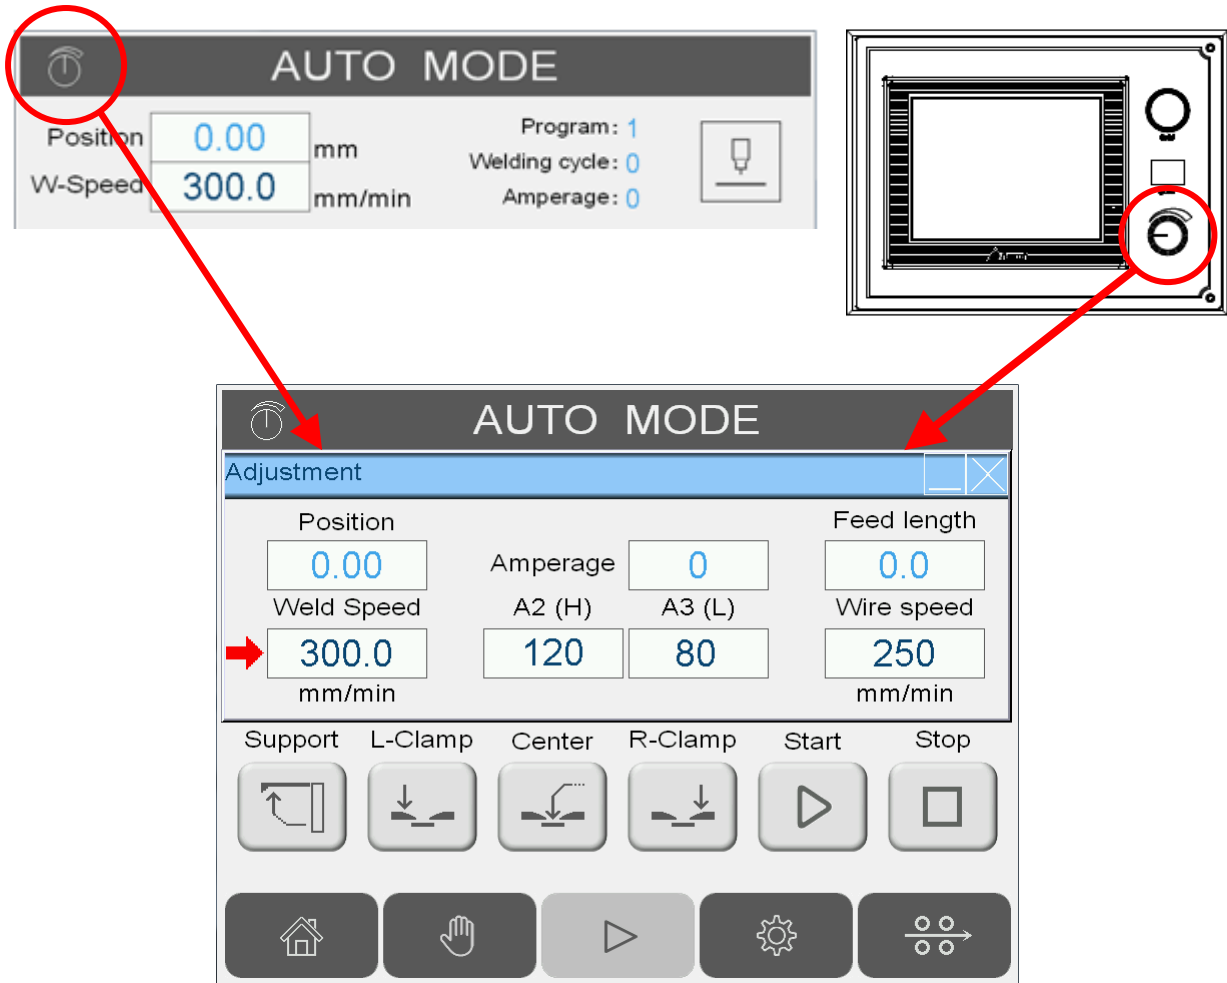 AUTO MODE
Position 0.00 mm
W-Speed 300.0 mm/min
Program: 1
Welding cycle: 0
Amperage: 0
AUTO MODE
Adjustment
Position
Feed length
0.00 Amperage 0 0.0
Weld Speed A2 (H) A3 (L) Wire speed
300.0 120 80 250
mm/min mm/min
Support L-Clamp Center R-Clamp Start Stop